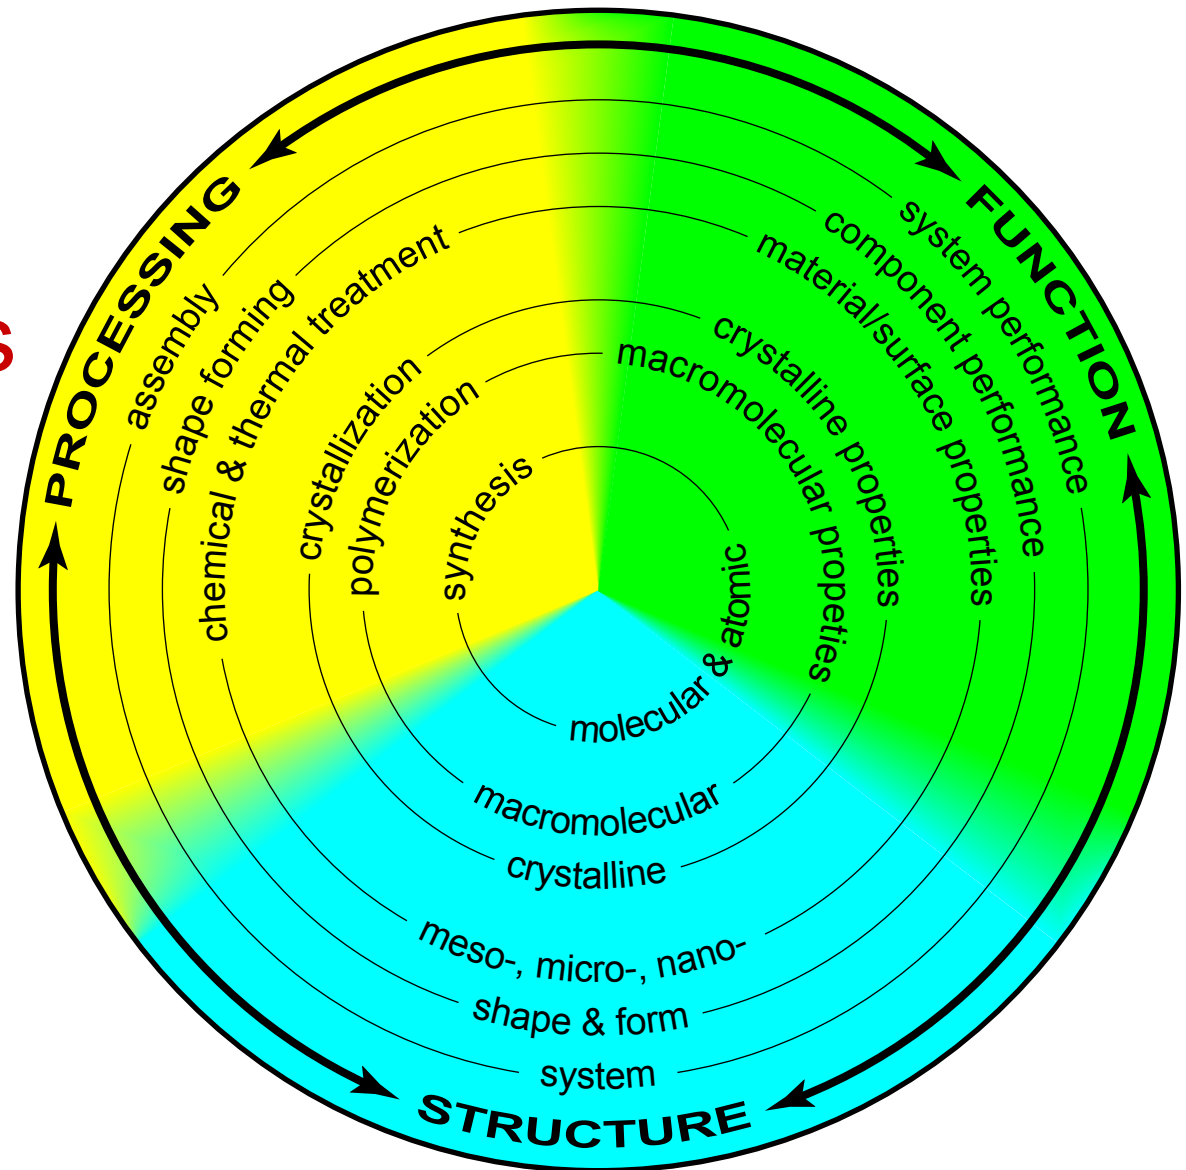 s
PROCESSING
assembly
shape forming
chemical & thermal treatment
crystallization
polymerization
synthesis
FUNCTION
system performance
component performance
material/surface properties
crystalline properties
macromolecular propeties
molecular & atomic
macromolecular
crystalline
meso-, micro-, nano-
shape & form
system
STRUCTURE